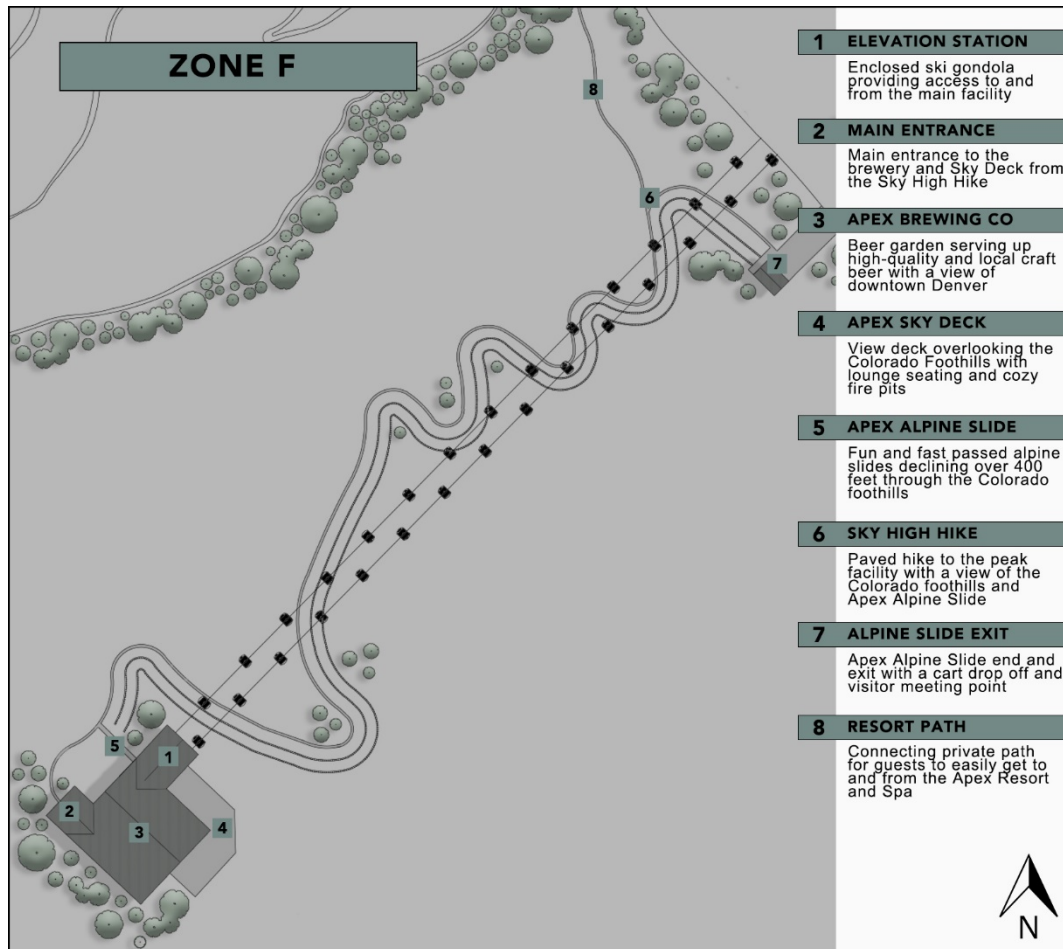 ZONE F
8
6
7
5
1
2
3
4
1 ELEVATION STATION
Enclosed ski gondola
providing access to and
from the main facility
2 MAIN ENTRANCE
Main entrance to the
brewery and Sky Deck from
the Sky High Hike
3 APEX BREWING CO
Beer garden serving up
high-quality and local craft
beer with a view of
downtown Denver
4 APEX SKY DECK
View deck overlooking the
Colorado Foothills with
lounge seating and cozy
fire pits
5 APEX ALPINE SLIDE
Fun and fast passed alpine
slides declining over 400
feet through the Colorado
foothills
6 SKY HIGH HIKE
Paved hike to the peak
facility with a view of the
Colorado foothills and
Apex Alpine Slide
7 ALPINE SLIDE EXIT
Apex Alpine Slide end and
exit with a cart drop off and
visitor meeting point
8 RESORT PATH
Connecting private path
for guests to easily get to
and from the Apex Resort
and Spa
N